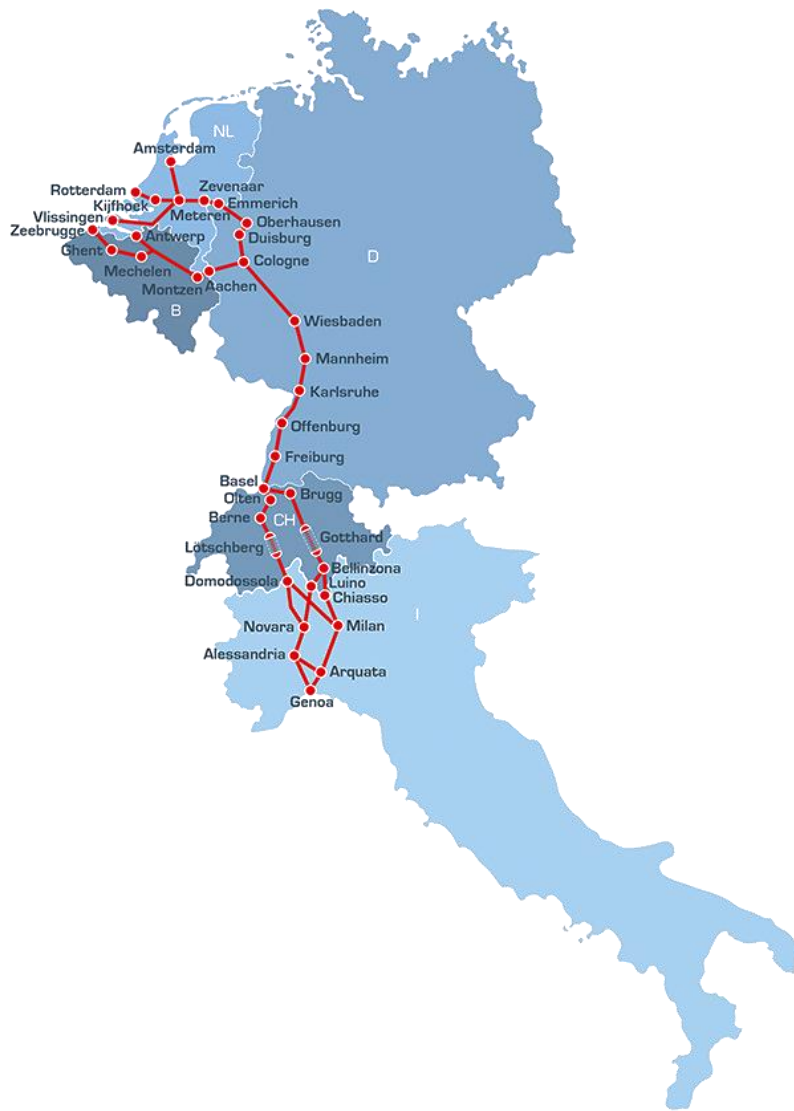 NL
Amsterdam
Rotterdam
Zevenaar
Kijfhoek
Emmerich
Vlissingen
Meteren
Zeebrugge
Antwerp
Oberhausen
Duisburg
Ghent
D
Cologne
Mechelen
Aachen
Montzen
B
Wiesbaden
Mannheim
Karlsruhe
Offenburg
Freiburg
Basel
Olten
Brugg
Berne
CH
Gotthard
Lötschberg
Bellinzona
Domodossola
Luino
Chiasso
I
Novara
Milan
Alessandria
Arquata
Genoa